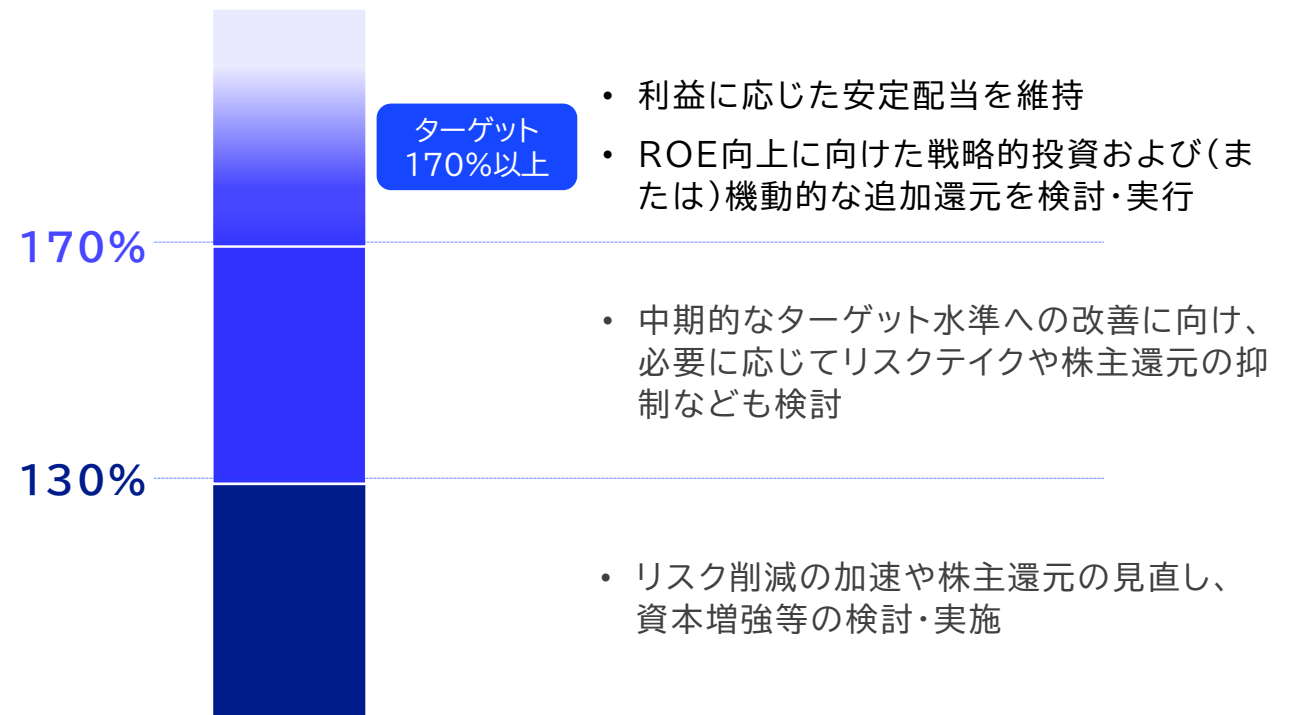 ターゲット
170%以上
• 利益に応じた安定配当を維持
• ROE向上に向けた戦略的投資および(ま
たは)機動的な追加還元を検討・実行
170%
• 中期的なターゲット水準への改善に向け、
必要に応じてリスクテイクや株主還元の抑
制なども検討
130%
• リスク削減の加速や株主還元の見直し、
資本増強等の検討・実施